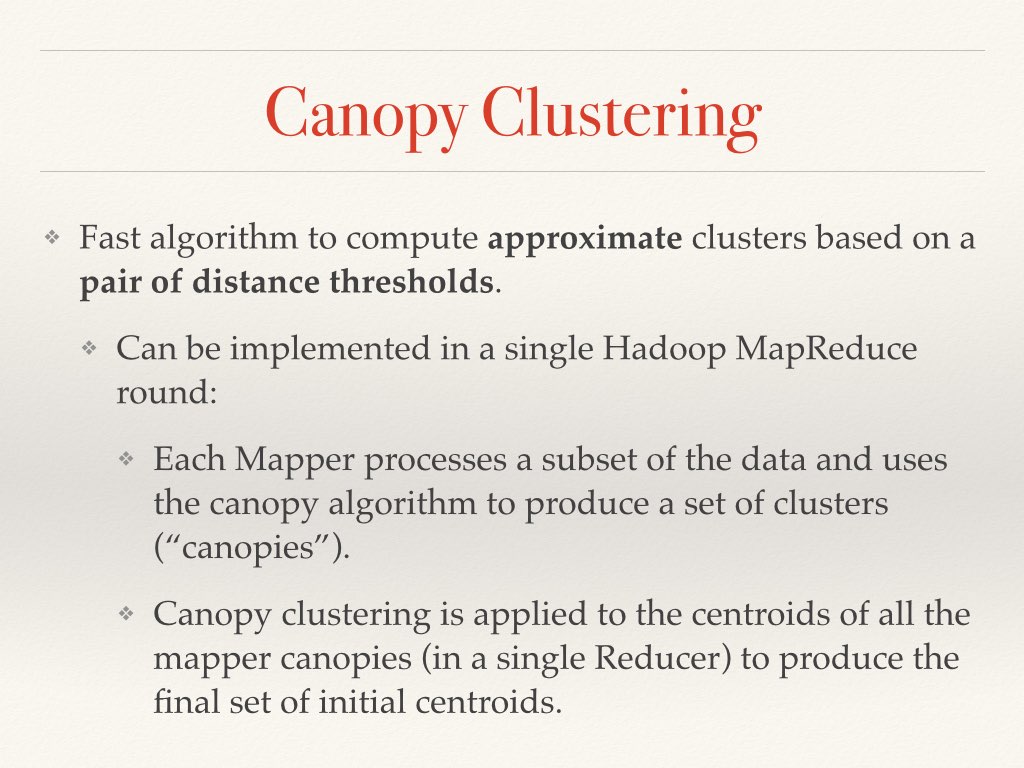 Canopy Clustering
❖ Fast algorithm to compute approximate clusters based on a
pair of distance thresholds.
❖ Can be implemented in a single Hadoop MapReduce
round:
❖ Each Mapper processes a subset of the data and uses
the canopy algorithm to produce a set of clusters
(“canopies”).
❖ Canopy clustering is applied to the centroids of all the
mapper canopies (in a single Reducer) to produce the
final set of initial centroids.